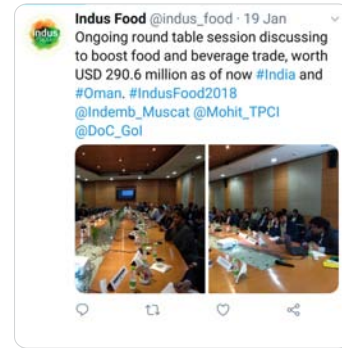 indus
Indus Food @indus_food · 19 Jan
Ongoing round table session discussing
to boost food and beverage trade, worth
USD 290.6 million as of now #India and
#Oman. #IndusFood2018
@Indemb_Muscat @Mohit_TPCI
@DoC_GoI